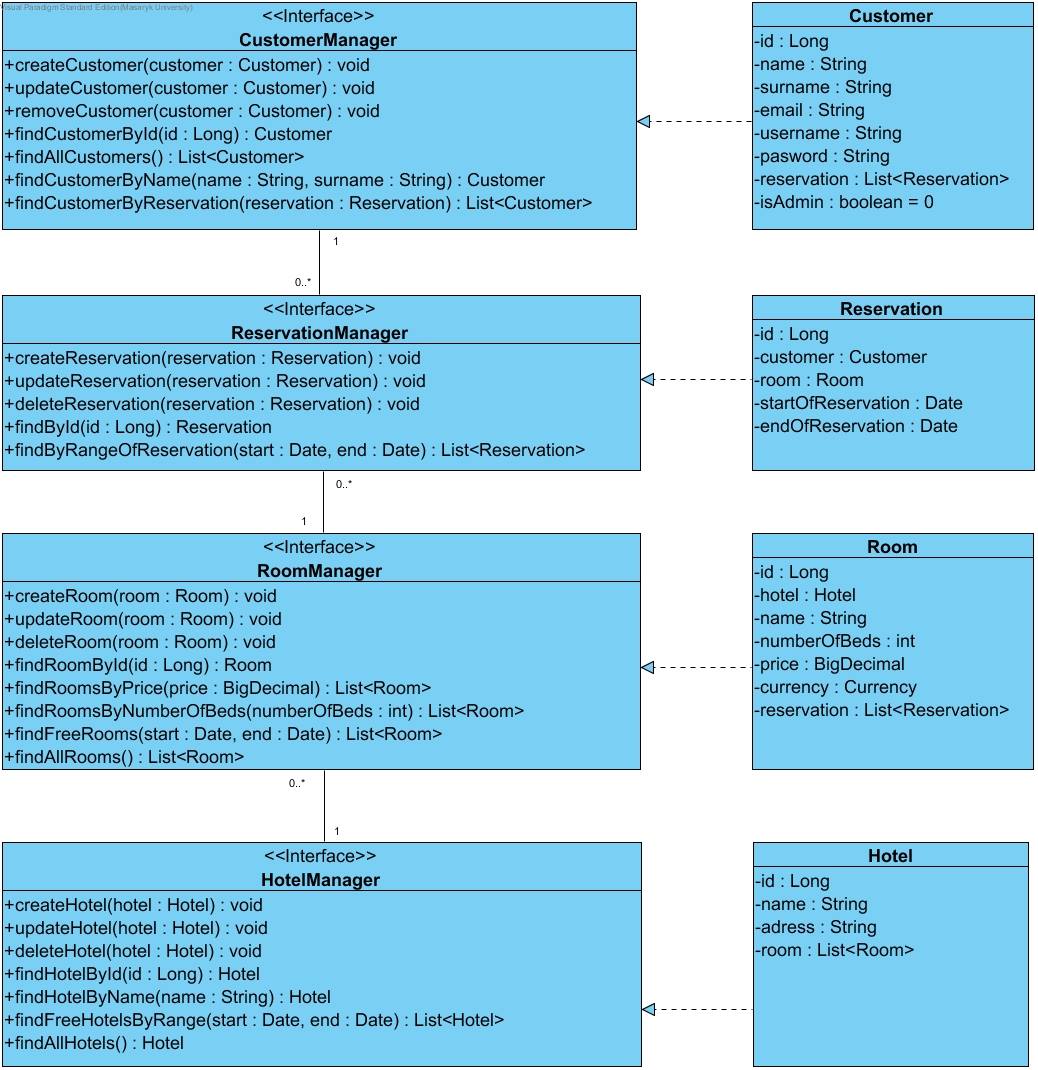 Visual Paradigm Standard Edition(Masaryk University)
<<Interface>>
CustomerManager
+createCustomer(customer : Customer) : void
+updateCustomer(customer : Customer) : void
+removeCustomer(customer : Customer) : void
+findCustomerById(id : Long) : Customer
+findAllCustomers() : List<Customer>
+findCustomerByName(name : String, surname : String) : Customer
+findCustomerByReservation(reservation : Reservation) : List<Customer>
Customer
-id : Long
-name : String
-surname : String
-email : String
-username : String
-pasword : String
-reservation : List<Reservation>
-isAdmin : boolean = 0
1
0..*
<<Interface>>
ReservationManager
+createReservation(reservation : Reservation) : void
+updateReservation(reservation : Reservation) : void
+deleteReservation(reservation : Reservation) : void
+findById(id : Long) : Reservation
+findByRangeOfReservation(start : Date, end : Date) : List<Reservation>
Reservation
-id : Long
-customer : Customer
-room : Room
-startOfReservation : Date
-endOfReservation : Date
0..*
1
<<Interface>>
RoomManager
+createRoom(room : Room) : void
+updateRoom(room : Room) : void
+deleteRoom(room : Room) : void
+findRoomById(id : Long) : Room
+findRoomsByPrice(price : BigDecimal) : List<Room>
+findRoomsByNumberOfBeds(numberOfBeds : int) : List<Room>
+findFreeRooms(start : Date, end : Date) : List<Room>
+findAllRooms() : List<Room>
Room
-id : Long
-hotel : Hotel
-name : String
-numberOfBeds : int
-price : BigDecimal
-currency : Currency
-reservation : List<Reservation>
0..*
1
<<Interface>>
HotelManager
+createHotel(hotel : Hotel) : void
+updateHotel(hotel : Hotel) : void
+deleteHotel(hotel : Hotel) : void
+findHotelById(id : Long) : Hotel
+findHotelByName(name : String) : Hotel
+findFreeHotelsByRange(start : Date, end : Date) : List<Hotel>
+findAllHotels() : Hotel
Hotel
-id : Long
-name : String
-adress : String
-room : List<Room>